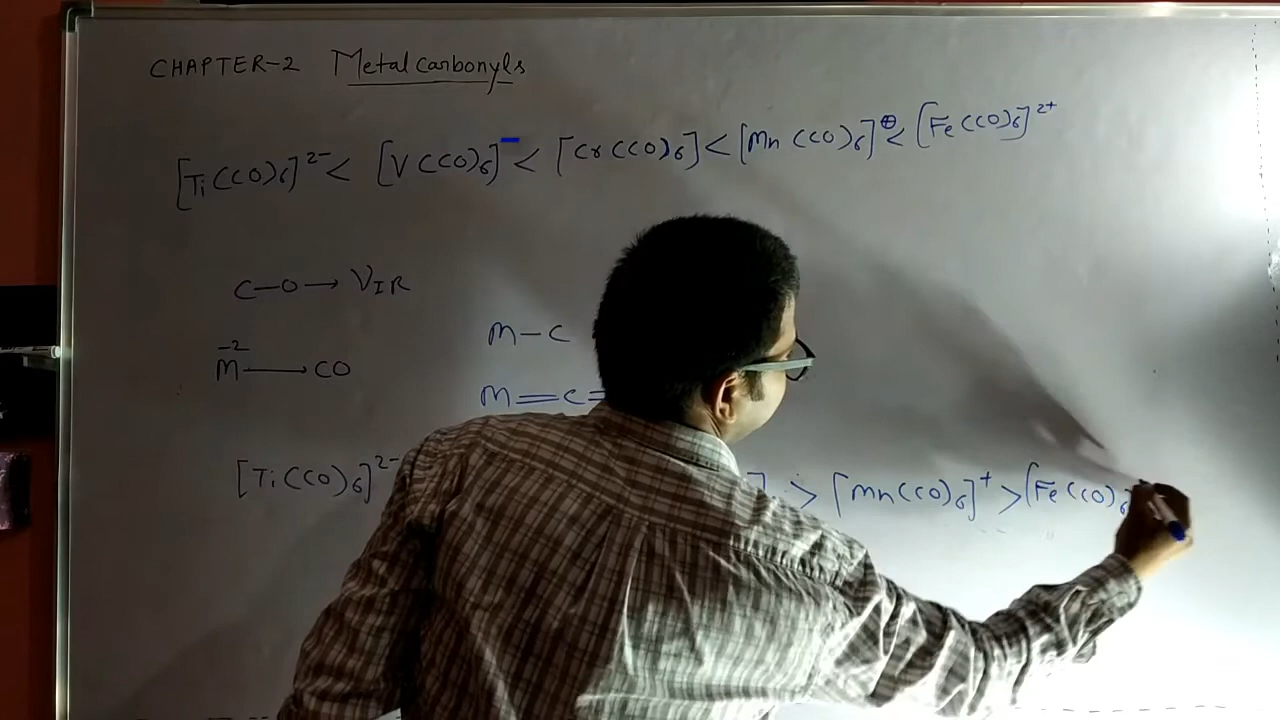 CHAPTER-2 Metal carbonyls
[Ti(CO)6]2- < [V(CO)6]- < [Cr(CO)6] < [Mn(CO)6]⊕ < [Fe(CO)6]2+
C-O → νIR
M-C
-2
M → CO
M=C=
[Ti(CO)6]2- ] > [Mn(CO)6]+ > [Fe(CO)6